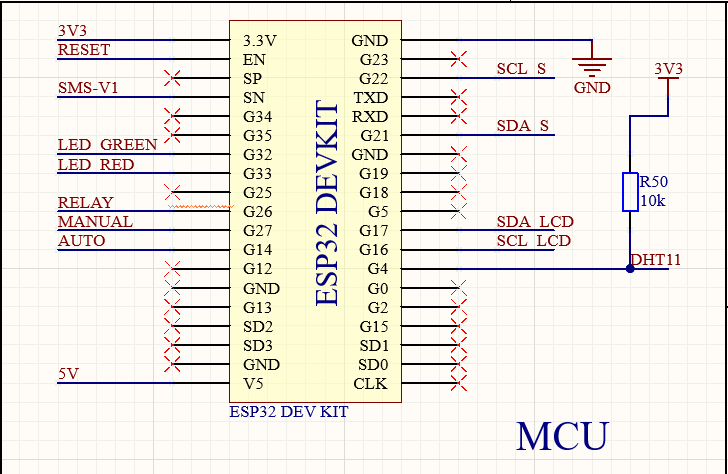 3V3 3.3V GND
RESET EN G23
SP G22 SCL_S
SMS-V1 SN TXD
G34 RXD
G35 G21 SDA_S
LED_GREEN G32 GND
LED_RED G33 G19
G25 G18
RELAY G26 G5
MANUAL G27 G17 SDA_LCD
AUTO G14 G16 SCL_LCD
G12 G4 DHT11
GND G0
G13 G2
SD2 G15
SD3 SD1
GND SD0
5V V5 CLK
ESP32 DEVKIT
ESP32 DEV KIT
GND
3V3
R50
10k
MCU